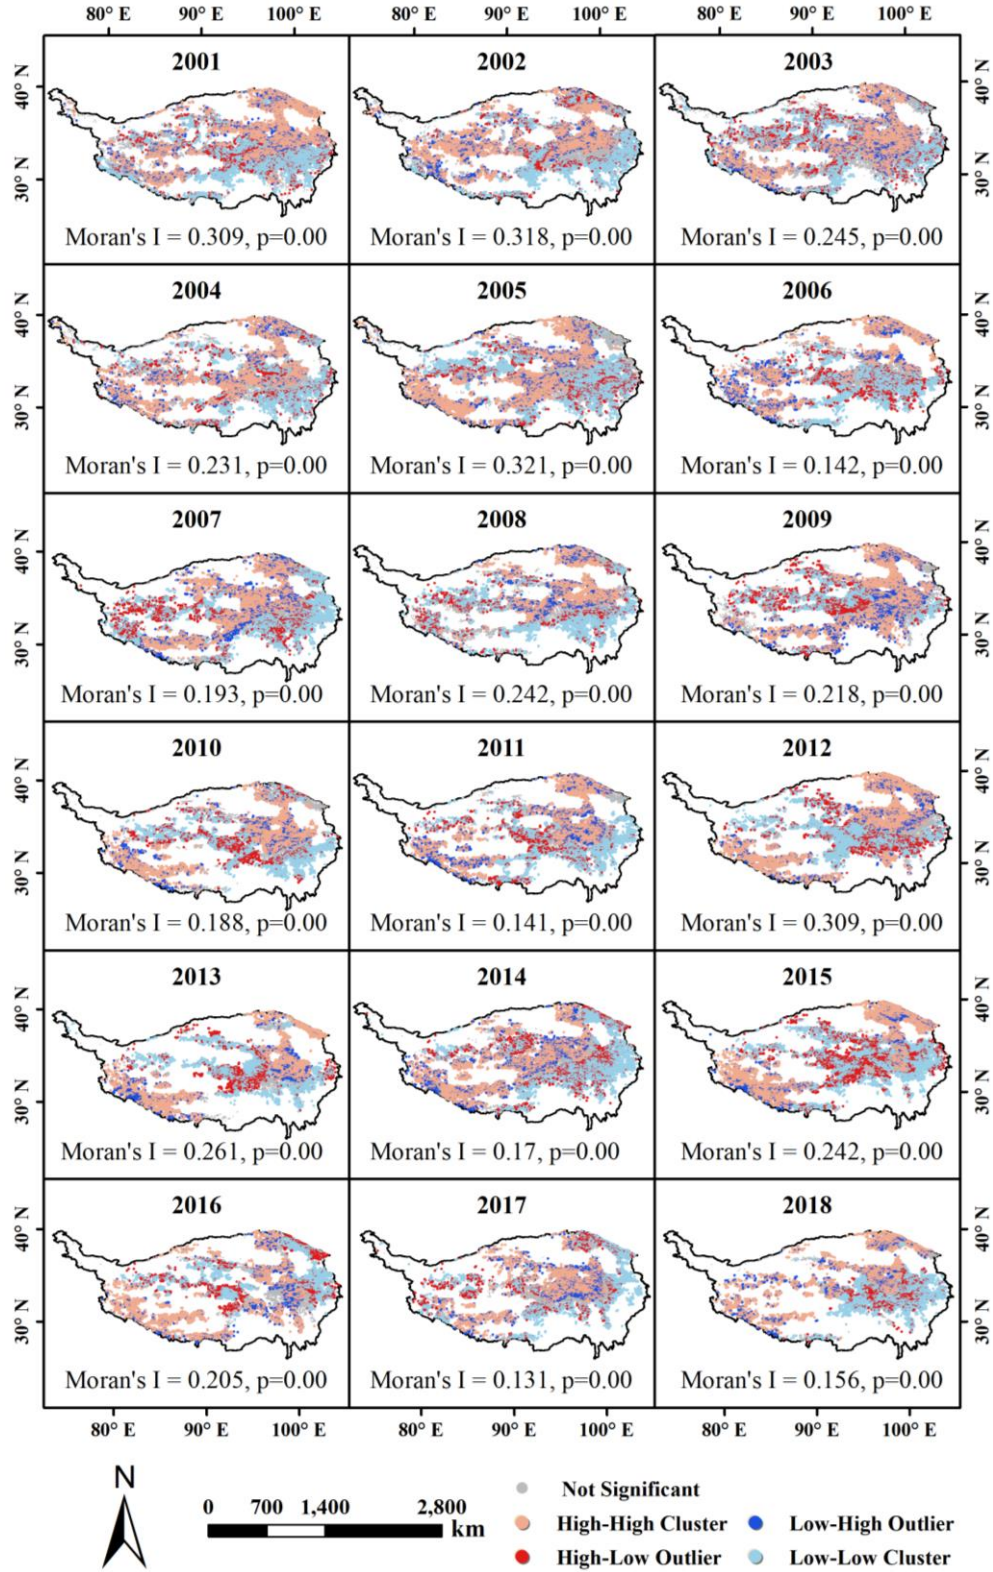 80° E 90° E 100° E 80° E 90° E 100° E 80° E 90° E 100° E
2001 2002 2003
40° N 40° N
30° N 30° N
Moran's I = 0.309, p=0.00 Moran's I = 0.318, p=0.00 Moran's I = 0.245, p=0.00
2004 2005 2006
40° N 40° N
30° N 30° N
Moran's I = 0.231, p=0.00 Moran's I = 0.321, p=0.00 Moran's I = 0.142, p=0.00
2007 2008 2009
40° N 40° N
30° N 30° N
Moran's I = 0.193, p=0.00 Moran's I = 0.242, p=0.00 Moran's I = 0.218, p=0.00
2010 2011 2012
40° N 40° N
30° N 30° N
Moran's I = 0.188, p=0.00 Moran's I = 0.141, p=0.00 Moran's I = 0.309, p=0.00
2013 2014 2015
40° N 40° N
30° N 30° N
Moran's I = 0.261, p=0.00 Moran's I = 0.17, p=0.00 Moran's I = 0.242, p=0.00
2016 2017 2018
40° N 40° N
30° N 30° N
Moran's I = 0.205, p=0.00 Moran's I = 0.131, p=0.00 Moran's I = 0.156, p=0.00
80° E 90° E 100° E 80° E 90° E 100° E 80° E 90° E 100° E
N
0 700 1,400 2,800
km
Not Significant
High-High Cluster Low-High Outlier
High-Low Outlier Low-Low Cluster